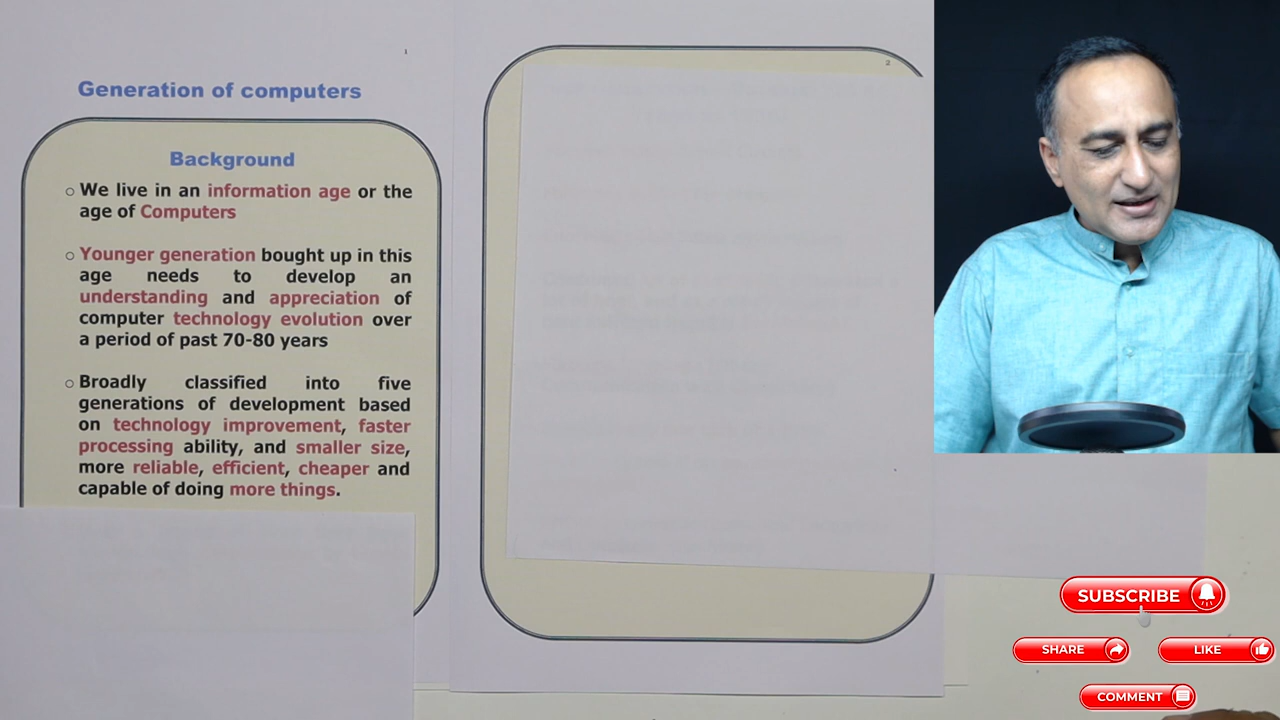 1
Generation of computers
Background
○ We live in an information age or the
age of Computers
○ Younger generation bought up in this
age needs to develop an
understanding and appreciation of
computer technology evolution over
a period of past 70-80 years
○ Broadly classified into five
generations of development based
on technology improvement, faster
processing ability, and smaller size,
more reliable, efficient, cheaper and
capable of doing more things.
2
SUBSCRIBE
SHARE
LIKE
COMMENT